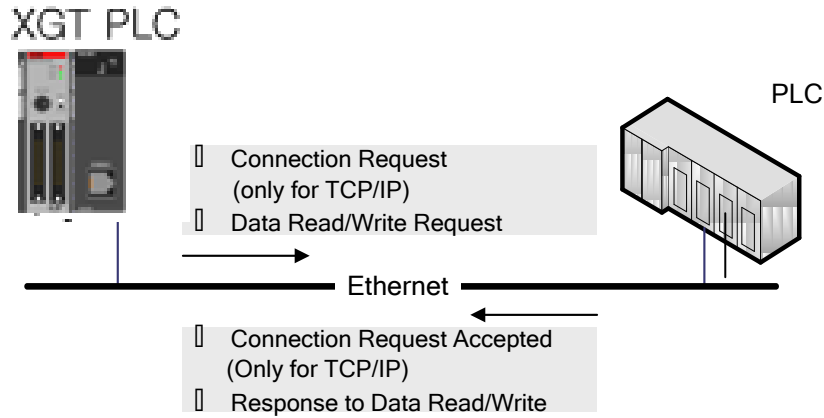 XGT PLC
PLC
▯ Connection Request
(only for TCP/IP)
▯ Data Read/Write Request
Ethernet
▯ Connection Request Accepted
(Only for TCP/IP)
▯ Response to Data Read/Write